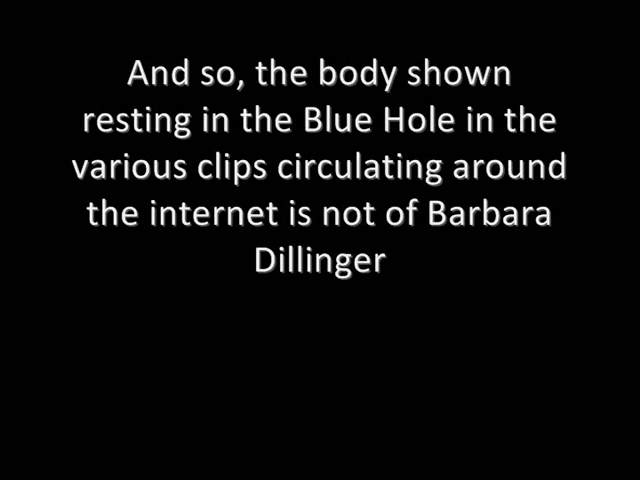 And so, the body shown
resting in the Blue Hole in the
various clips circulating around
the internet is not of Barbara
Dillinger